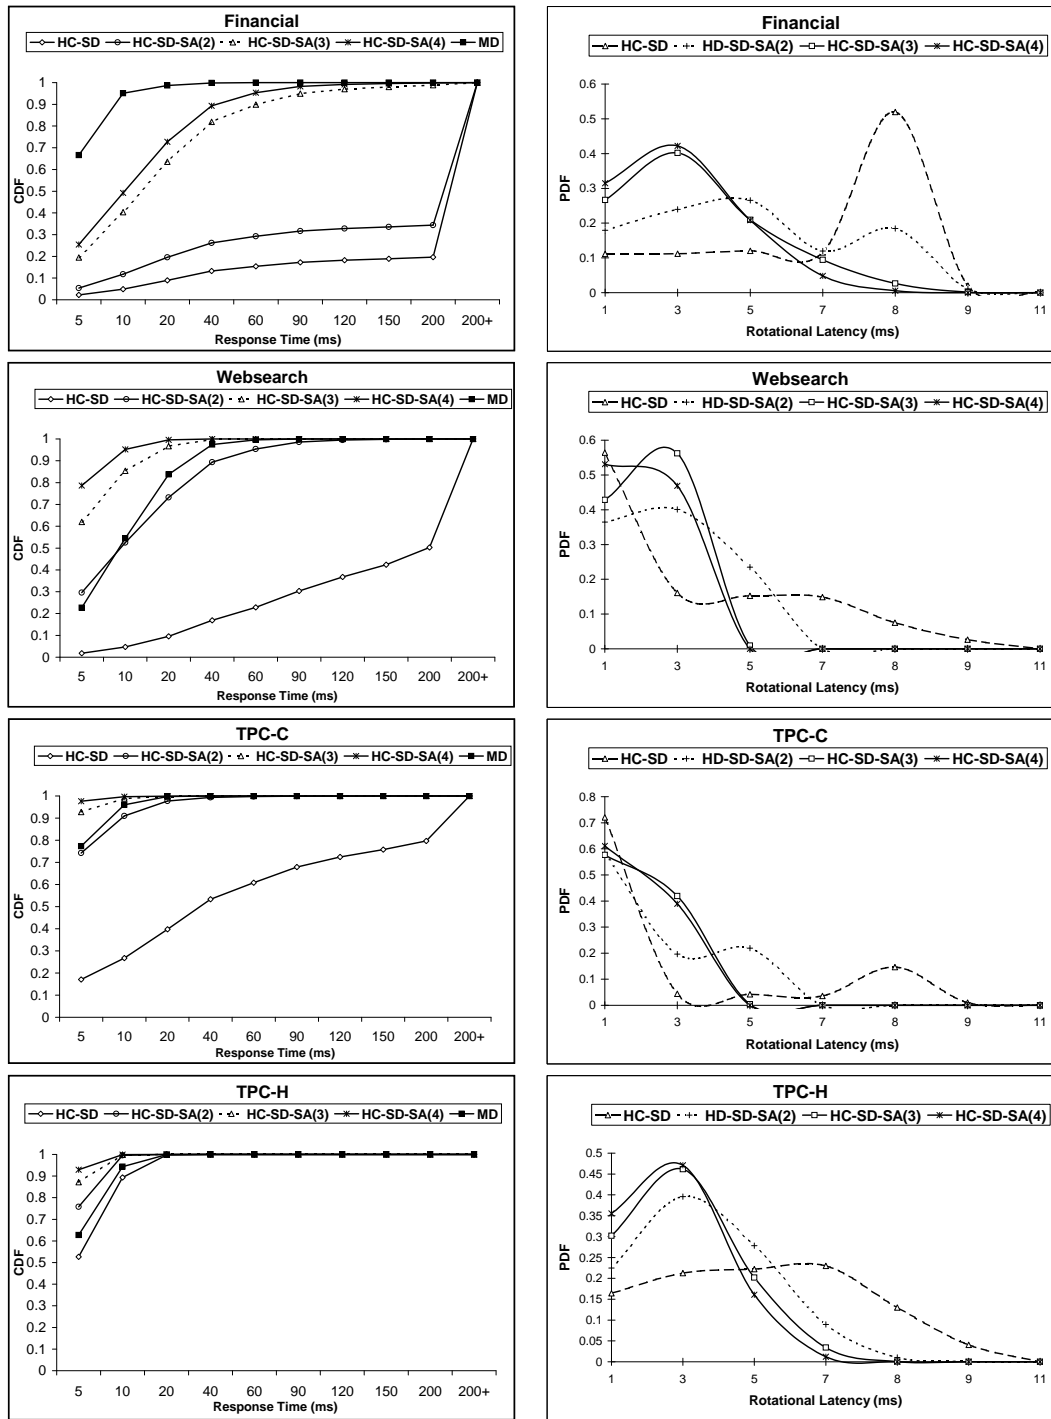 Financial
HC-SD HC-SD-SA(2) HC-SD-SA(3) HC-SD-SA(4) MD
1
0.9
0.8
0.7
0.6
0.5
0.4
0.3
0.2
0.1
0
CDF
5 10 20 40 60 90 120 150 200 200+
Response Time (ms)
Financial
HC-SD HD-SD-SA(2) HC-SD-SA(3) HC-SD-SA(4)
0.6
0.5
0.4
0.3
0.2
0.1
0
PDF
1 3 5 7 8 9 11
Rotational Latency (ms)
Websearch
HC-SD HC-SD-SA(2) HC-SD-SA(3) HC-SD-SA(4) MD
1
0.9
0.8
0.7
0.6
0.5
0.4
0.3
0.2
0.1
0
CDF
5 10 20 40 60 90 120 150 200 200+
Response Time (ms)
Websearch
HC-SD HD-SD-SA(2) HC-SD-SA(3) HC-SD-SA(4)
0.6
0.5
0.4
0.3
0.2
0.1
0
PDF
1 3 5 7 8 9 11
Rotational Latency (ms)
TPC-C
HC-SD HC-SD-SA(2) HC-SD-SA(3) HC-SD-SA(4) MD
1
0.9
0.8
0.7
0.6
0.5
0.4
0.3
0.2
0.1
0
CDF
5 10 20 40 60 90 120 150 200 200+
Response Time (ms)
TPC-C
HC-SD HD-SD-SA(2) HC-SD-SA(3) HC-SD-SA(4)
0.8
0.7
0.6
0.5
0.4
0.3
0.2
0.1
0
PDF
1 3 5 7 8 9 11
Rotational Latency (ms)
TPC-H
HC-SD HC-SD-SA(2) HC-SD-SA(3) HC-SD-SA(4) MD
1
0.9
0.8
0.7
0.6
0.5
0.4
0.3
0.2
0.1
0
CDF
5 10 20 40 60 90 120 150 200 200+
Response Time (ms)
TPC-H
HC-SD HD-SD-SA(2) HC-SD-SA(3) HC-SD-SA(4)
0.5
0.45
0.4
0.35
0.3
0.25
0.2
0.15
0.1
0.05
0
PDF
1 3 5 7 8 9 11
Rotational Latency (ms)